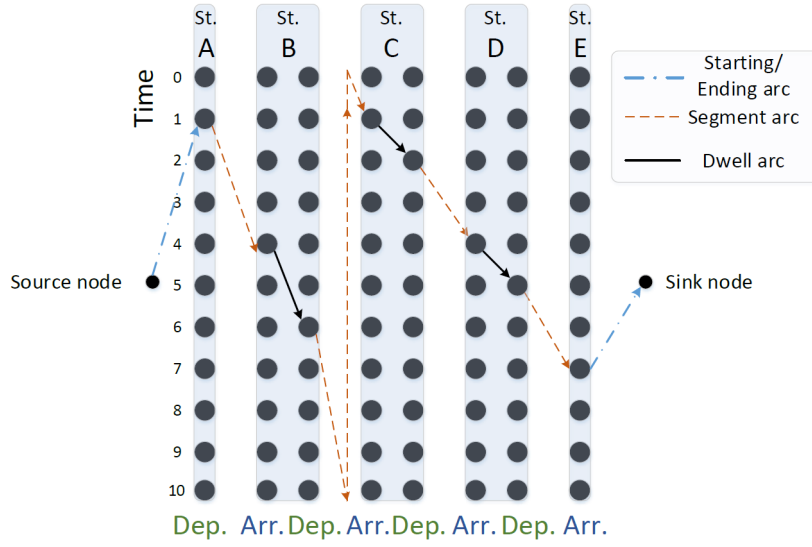 St. St. St. St. St.
A B C D E
Time
0
1
2
3
4
5
6
7
8
9
10
Starting/
Ending arc
Segment arc
Dwell arc
Source node
Sink node
Dep. Arr. Dep. Arr. Dep. Arr. Dep. Arr.